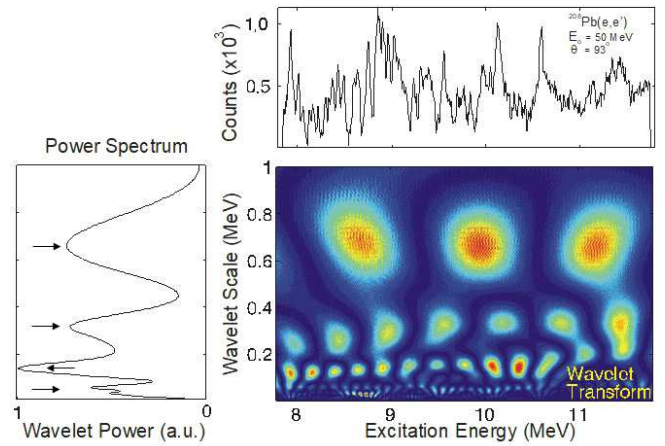 1.0
0.5
Counts (x10³)
²⁰⁸Pb(e,e')
E₀ = 50 MeV
θ = 93°
Power Spectrum
1
0
Wavelet Power (a.u.)
1
0.8
0.6
0.4
0.2
Wavelet Scale (MeV)
Wavelet
Transform
8
9
10
11
Excitation Energy (MeV)